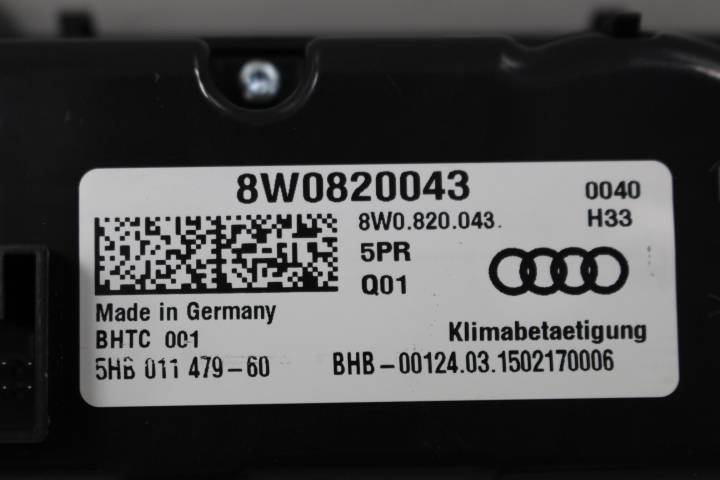 8W0820043 0040
8W0.820.043. H33
5PR
Q01
Made in Germany
BHTC 001 Klimabetaetigung
5HB 011 479-60 BHB-00124.03.1502170006